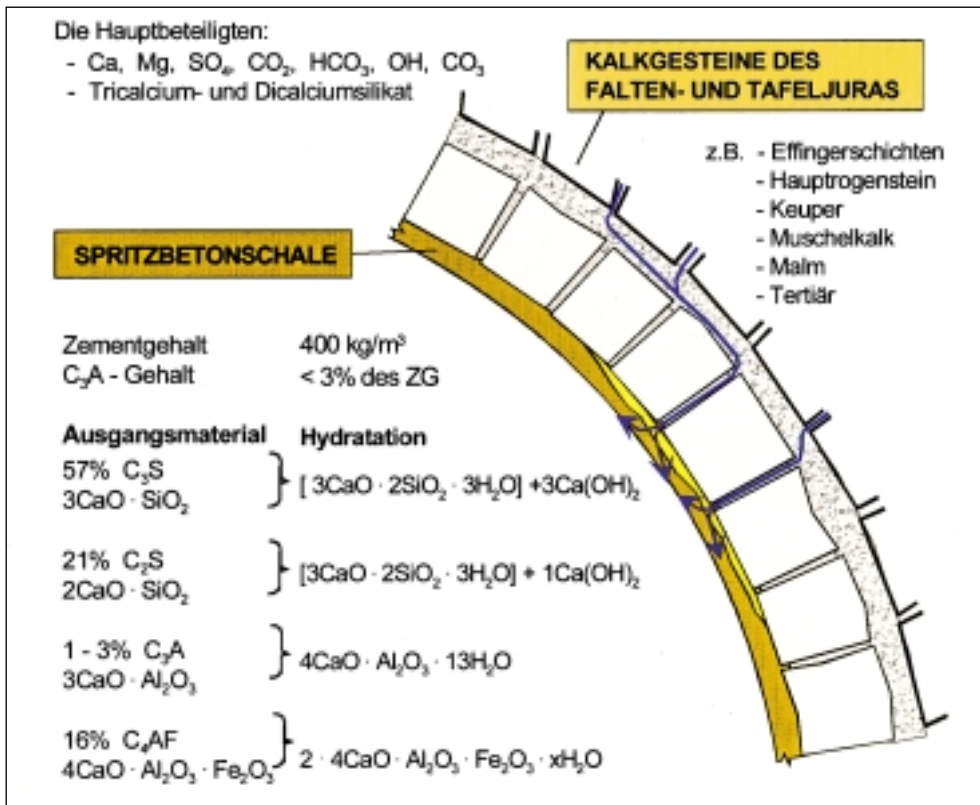 Die Hauptbeteiligten:
- Ca, Mg, SO₄, CO₂, HCO₃, OH, CO₃
- Tricalcium- und Dicalciumsilikat
KALKGESTEINE DES
FALTEN- UND TAFELJURAS
z.B. - Effingerschichten
- Hauptrogenstein
- Keuper
- Muschelkalk
- Malm
- Tertiär
SPRITZBETONSCHALE
Zementgehalt 400 kg/m³
C₃A - Gehalt < 3% des ZG
Ausgangsmaterial Hydratation
57% C₃S
3CaO · SiO₂
[ 3CaO · 2SiO₂ · 3H₂O] +3Ca(OH)₂
21% C₂S
2CaO · SiO₂
[3CaO · 2SiO₂ · 3H₂O] + 1Ca(OH)₂
1 - 3% C₃A
3CaO · Al₂O₃
4CaO · Al₂O₃ · 13H₂O
16% C₄AF
4CaO · Al₂O₃ · Fe₂O₃
2 · 4CaO · Al₂O₃ · Fe₂O₃ · xH₂O